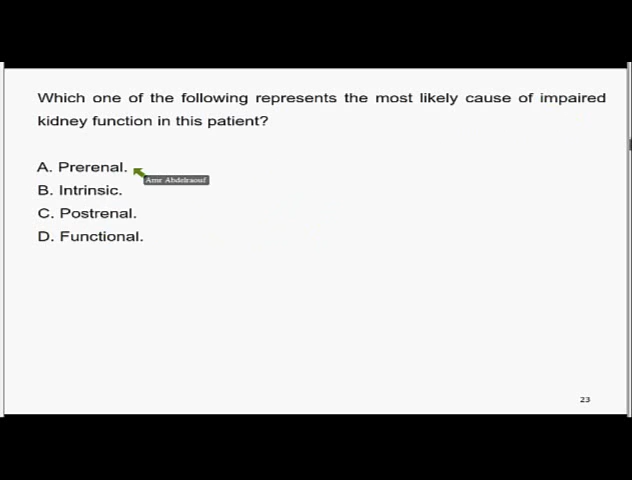 Which one of the following represents the most likely cause of impaired
kidney function in this patient?
A. Prerenal.
Amr Abdelraouf
B. Intrinsic.
C. Postrenal.
D. Functional.
23